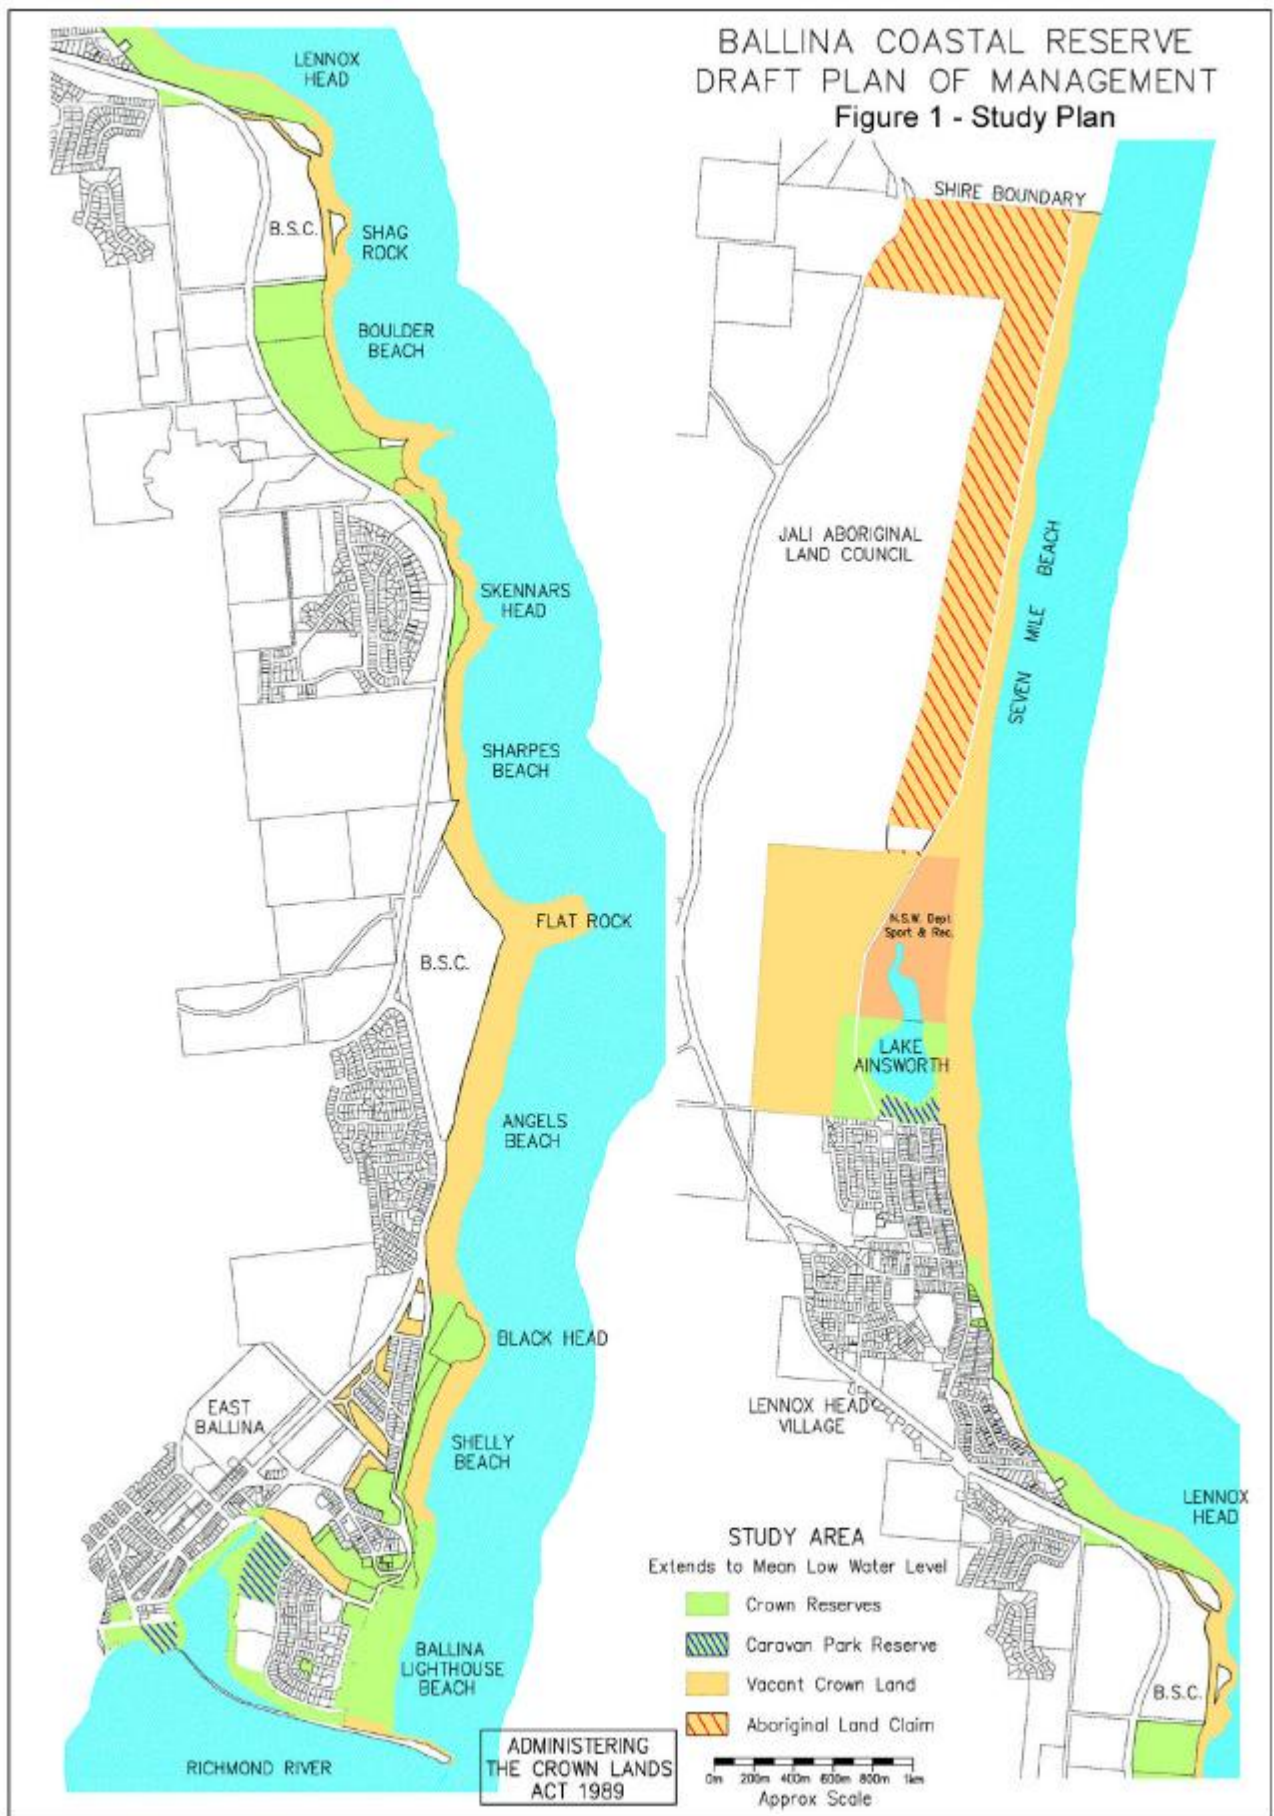 BALLINA COASTAL RESERVE
DRAFT PLAN OF MANAGEMENT
Figure 1 - Study Plan
LENNOX
HEAD
B.S.C.
SHAG
ROCK
BOULDER
BEACH
SKENNARS
HEAD
SHARPES
BEACH
FLAT ROCK
B.S.C.
ANGELS
BEACH
BLACK HEAD
EAST
BALLINA
SHELLY
BEACH
BALLINA
LIGHTHOUSE
BEACH
RICHMOND RIVER
SHIRE BOUNDARY
JALI ABORIGINAL
LAND COUNCIL
SEVEN MILE BEACH
N.S.W. Dept
Sport & Rec.
LAKE
AINSWORTH
LENNOX HEAD
VILLAGE
LENNOX
HEAD
B.S.C.
STUDY AREA
Extends to Mean Low Water Level
Crown Reserves
Caravan Park Reserve
Vacant Crown Land
Aboriginal Land Claim
0m 200m 400m 600m 800m 1km
Approx Scale
ADMINISTERING
THE CROWN LANDS
ACT 1989